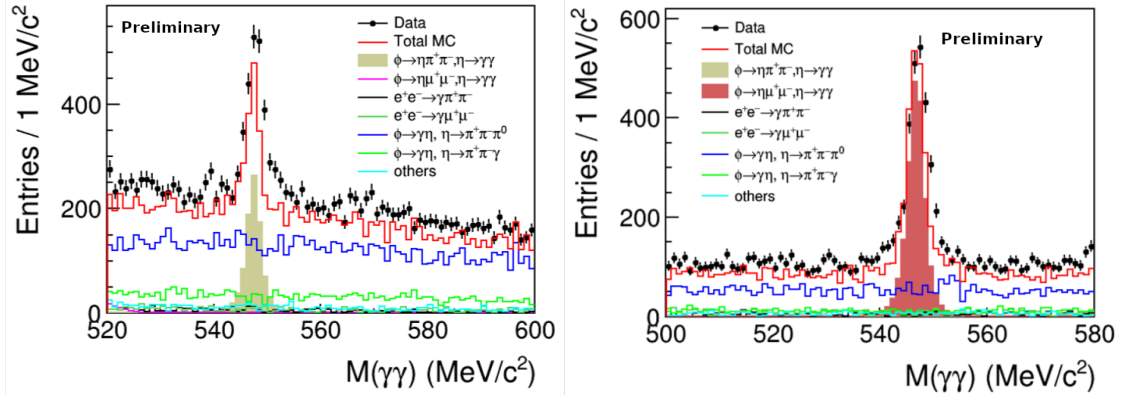 Preliminary
Data
Total MC
ϕ→ηπ⁺π⁻,η→γγ
ϕ→ημ⁺μ⁻,η→γγ
e⁺e⁻→γπ⁺π⁻
e⁺e⁻→γμ⁺μ⁻
ϕ→γη, η→π⁺π⁻π⁰
ϕ→γη, η→π⁺π⁻γ
others
Entries / 1 MeV/c²
400
200
0
520 540 560 580 600
M(γγ) (MeV/c²)
Preliminary
Data
Total MC
ϕ→ηπ⁺π⁻,η→γγ
ϕ→ημ⁺μ⁻,η→γγ
e⁺e⁻→γπ⁺π⁻
e⁺e⁻→γμ⁺μ⁻
ϕ→γη, η→π⁺π⁻π⁰
ϕ→γη, η→π⁺π⁻γ
others
Entries / 1 MeV/c²
600
400
200
0
500 520 540 560 580
M(γγ) (MeV/c²)